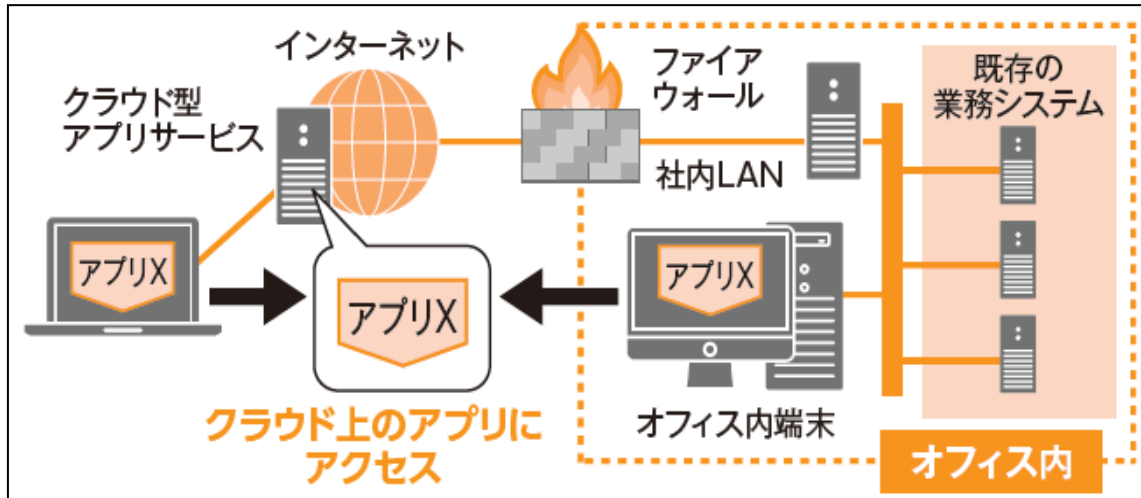 インターネット
クラウド型
アプリサービス
ファイア
ウォール
社内LAN
既存の
業務システム
アプリX
アプリX
アプリX
クラウド上のアプリに
アクセス
オフィス内端末
オフィス内